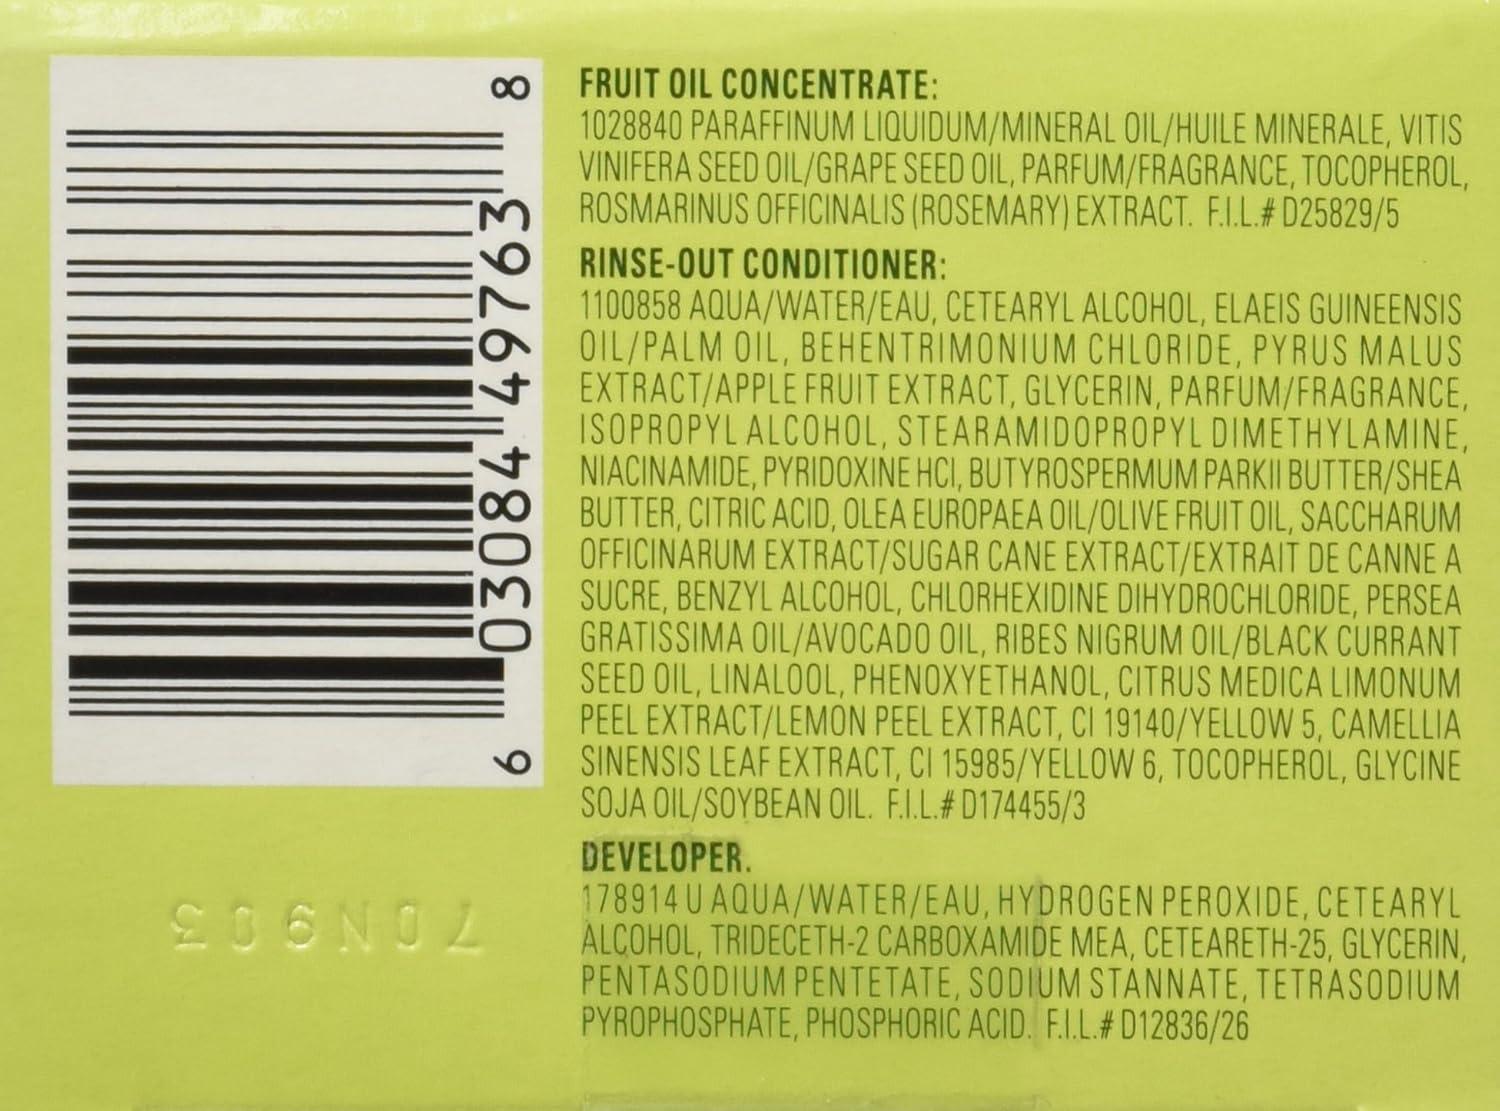 6 03084 49763 8
FRUIT OIL CONCENTRATE:
1028840 PARAFFINUM LIQUIDUM/MINERAL OIL/HUILE MINERALE, VITIS
VINIFERA SEED OIL/GRAPE SEED OIL, PARFUM/FRAGRANCE, TOCOPHEROL,
ROSMARINUS OFFICINALIS (ROSEMARY) EXTRACT. F.I.L.# D25829/5
RINSE-OUT CONDITIONER:
1100858 AQUA/WATER/EAU, CETEARYL ALCOHOL, ELAEIS GUINEENSIS
OIL/PALM OIL, BEHENTRIMONIUM CHLORIDE, PYRUS MALUS
EXTRACT/APPLE FRUIT EXTRACT, GLYCERIN, PARFUM/FRAGRANCE,
ISOPROPYL ALCOHOL, STEARAMIDOPROPYL DIMETHYLAMINE,
NIACINAMIDE, PYRIDOXINE HCI, BUTYROSPERMUM PARKII BUTTER/SHEA
BUTTER, CITRIC ACID, OLEA EUROPAEA OIL/OLIVE FRUIT OIL, SACCHARUM
OFFICINARUM EXTRACT/SUGAR CANE EXTRACT/EXTRAIT DE CANNE A
SUCRE, BENZYL ALCOHOL, CHLORHEXIDINE DIHYDROCHLORIDE, PERSEA
GRATISSIMA OIL/AVOCADO OIL, RIBES NIGRUM OIL/BLACK CURRANT
SEED OIL, LINALOOL, PHENOXYETHANOL, CITRUS MEDICA LIMONUM
PEEL EXTRACT/LEMON PEEL EXTRACT, CI 19140/YELLOW 5, CAMELLIA
SINENSIS LEAF EXTRACT, CI 15985/YELLOW 6, TOCOPHEROL, GLYCINE
SOJA OIL/SOYBEAN OIL. F.I.L.# D174455/3
DEVELOPER.
178914 U AQUA/WATER/EAU, HYDROGEN PEROXIDE, CETEARYL
ALCOHOL, TRIDECETH-2 CARBOXAMIDE MEA, CETEARETH-25, GLYCERIN,
PENTASODIUM PENTETATE, SODIUM STANNATE, TETRASODIUM
PYROPHOSPHATE, PHOSPHORIC ACID. F.I.L.# D12836/26